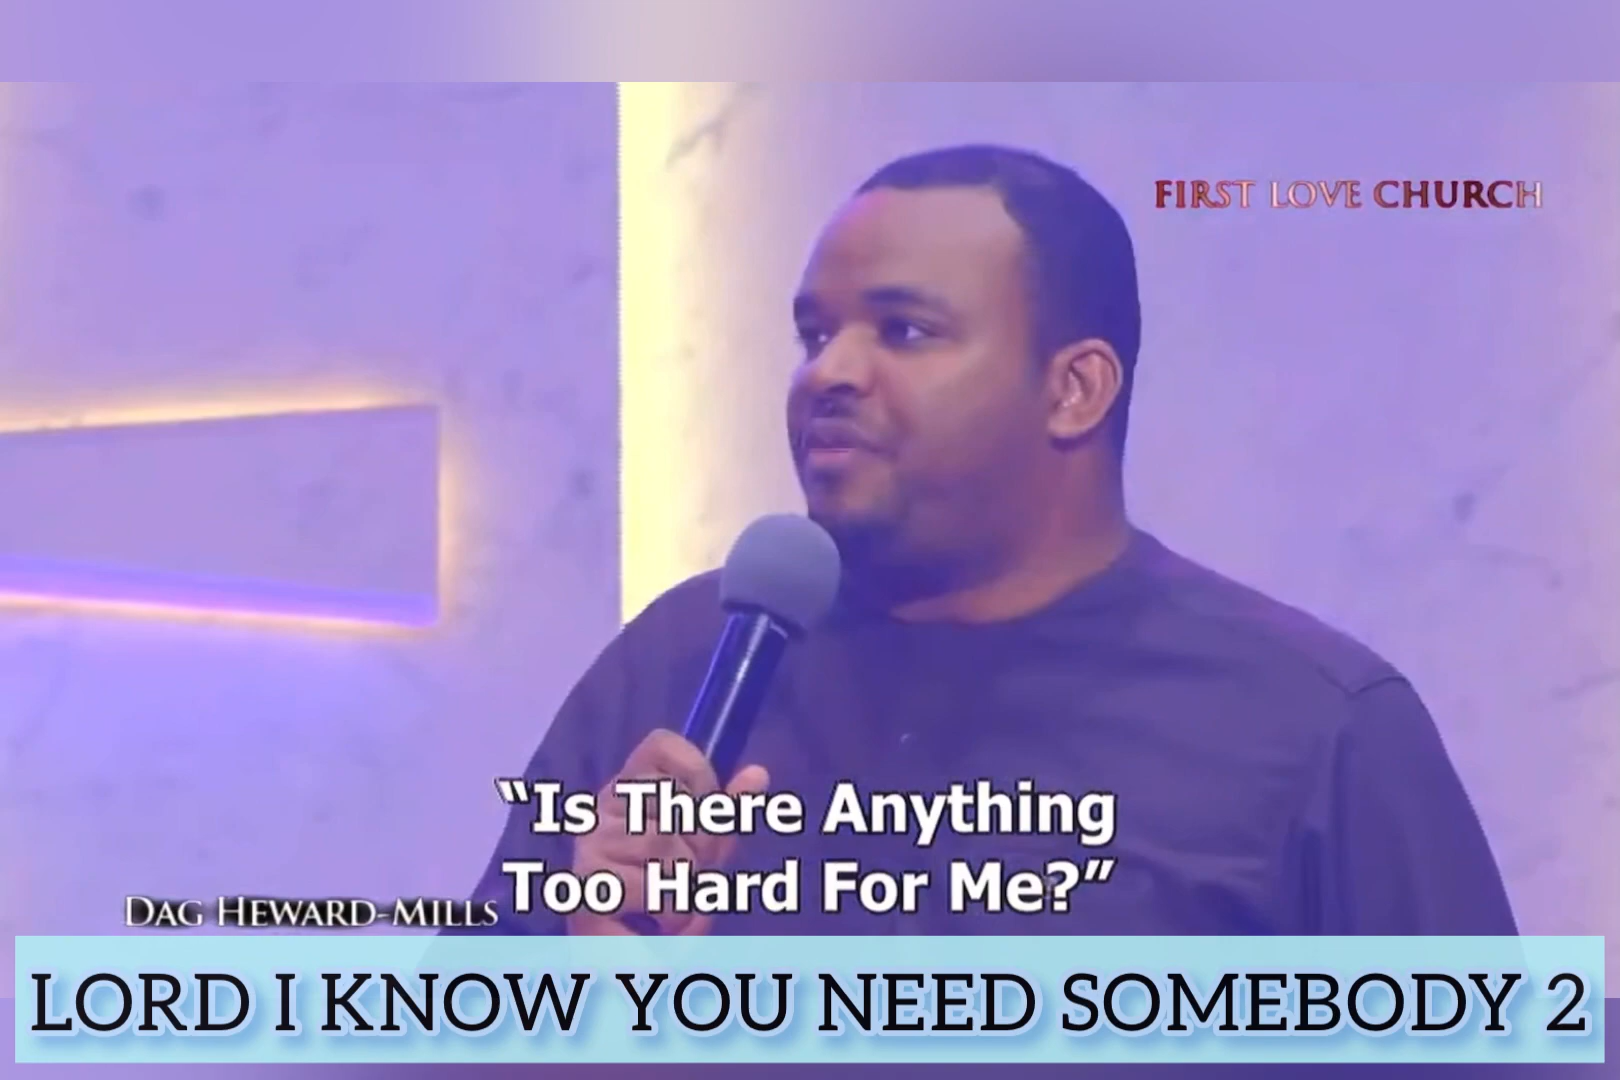 FIRST LOVE CHURCH
“Is There Anything
Too Hard For Me?”
DAG HEWARD-MILLS
LORD I KNOW YOU NEED SOMEBODY 2